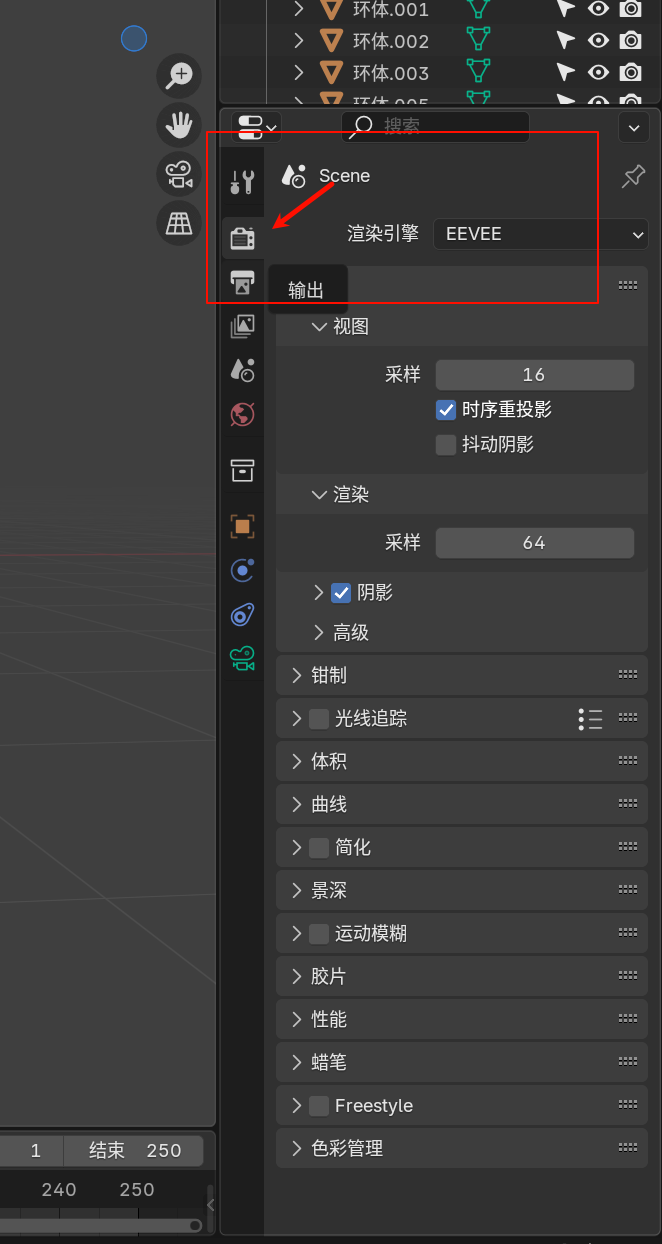 环体.001
环体.002
环体.003
环体.005
搜索
Scene
渲染引擎 EEVEE
输出
视图
采样 16
时序重投影
抖动阴影
渲染
采样 64
阴影
高级
钳制
光线追踪
体积
曲线
简化
景深
运动模糊
胶片
性能
蜡笔
Freestyle
色彩管理
1 结束 250
240 250